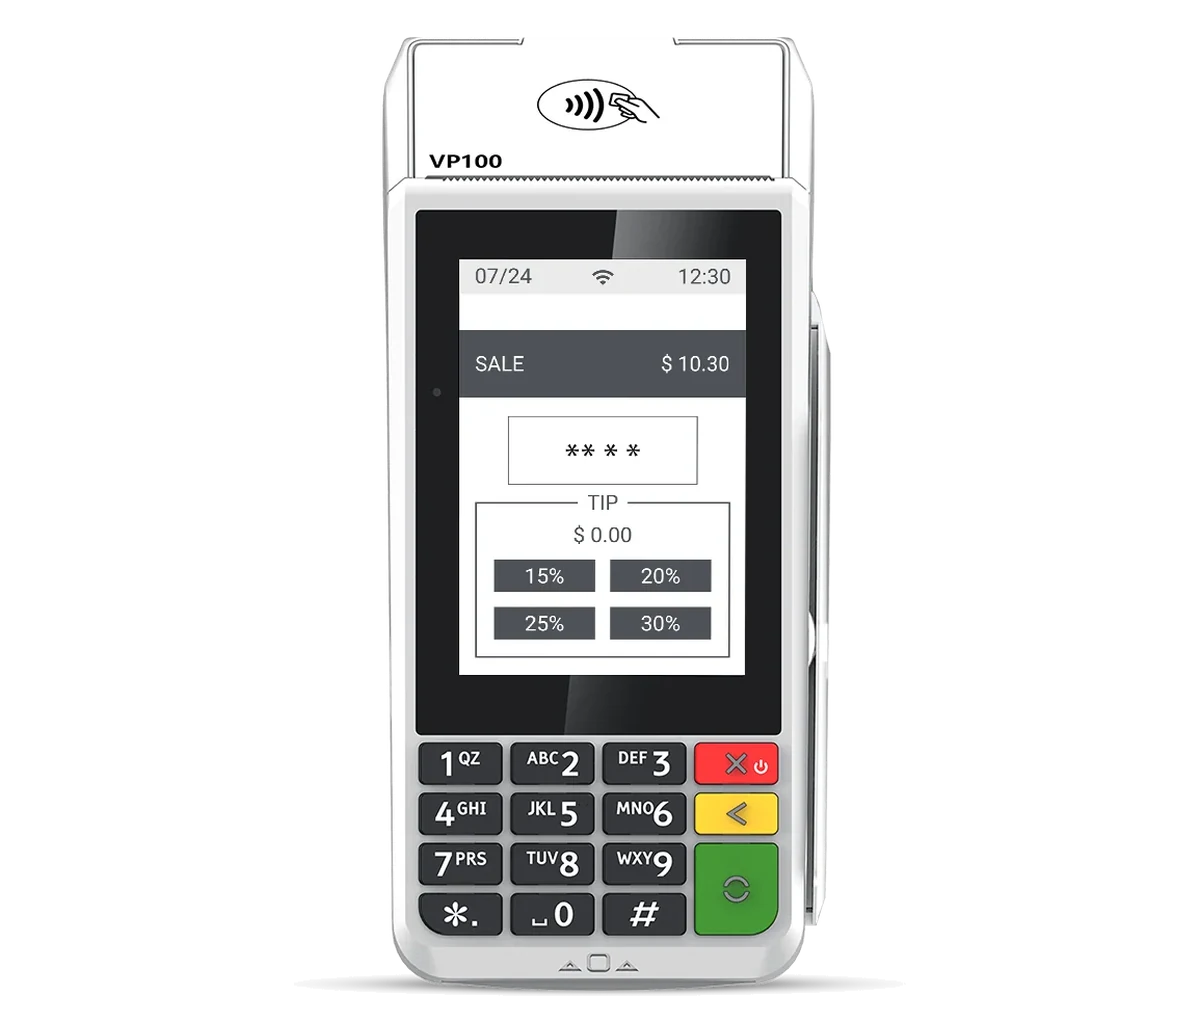 VP100
07/24 12:30
SALE $ 10.30
** * *
TIP
$ 0.00
15% 20%
25% 30%
1 QZ ABC 2 DEF 3
4 GHI JKL 5 MNO 6
7 PRS TUV 8 WXY 9
*. ⎵0 #